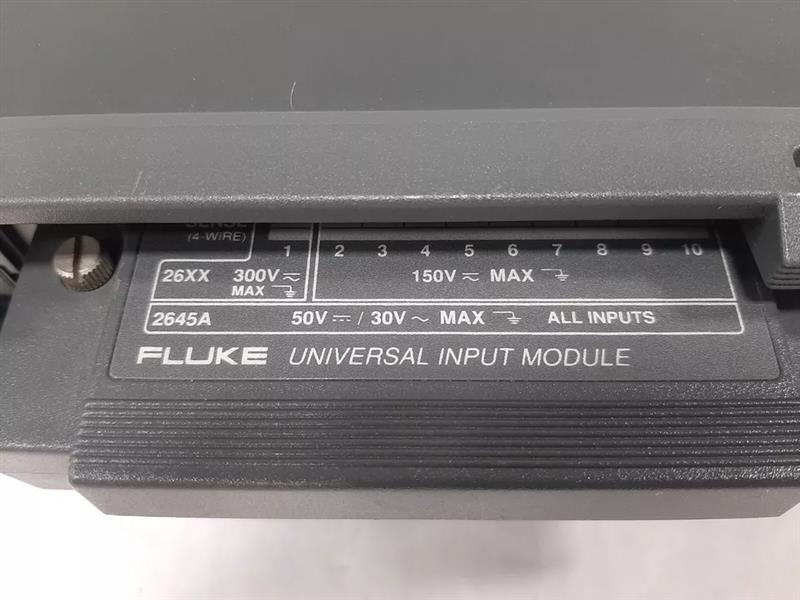 SENSE
(4-WIRE)
1 2 3 4 5 6 7 8 9 10
26XX 300V ⏦ 150V ⏦ MAX ⏚
MAX ⏚
2645A 50V ⎓ / 30V ∼ MAX ⏚ ALL INPUTS
FLUKE UNIVERSAL INPUT MODULE